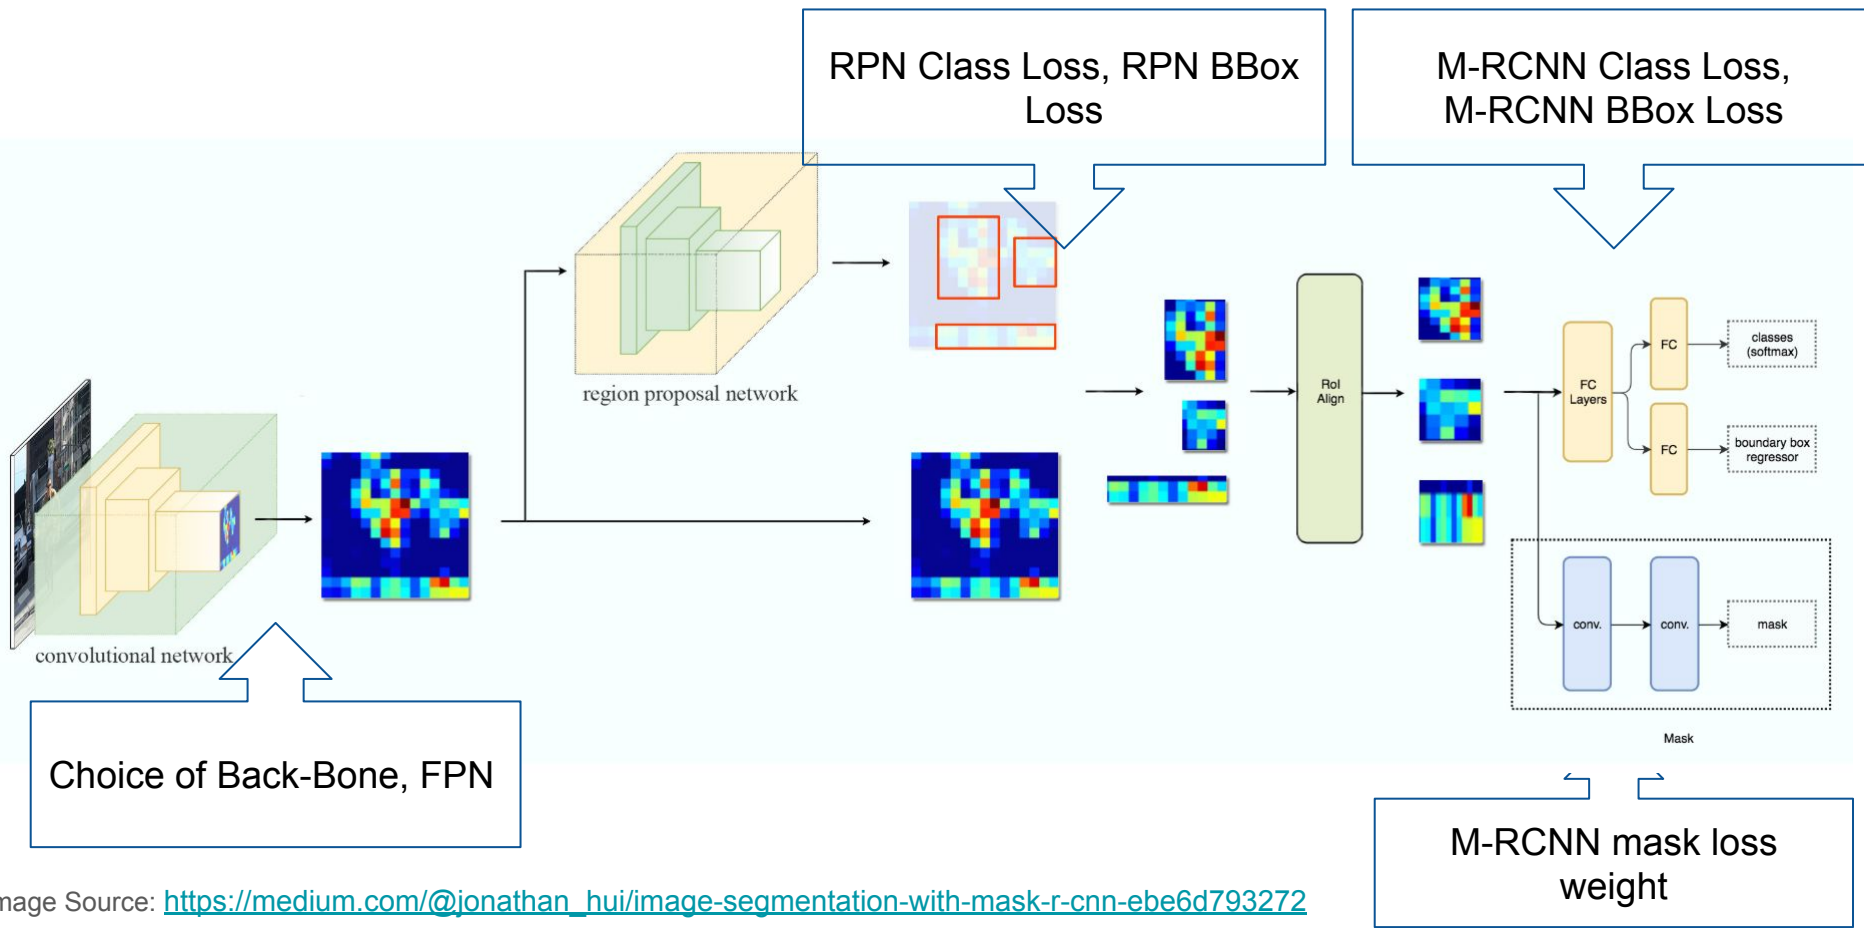 RPN Class Loss, RPN BBox
Loss
M-RCNN Class Loss,
M-RCNN BBox Loss
region proposal network
convolutional network
RoI
Align
FC
Layers
FC
classes
(softmax)
FC
boundary box
regressor
conv.
conv.
mask
Mask
Choice of Back-Bone, FPN
M-RCNN mask loss
weight
mage Source: https://medium.com/@jonathan_hui/image-segmentation-with-mask-r-cnn-ebe6d793272